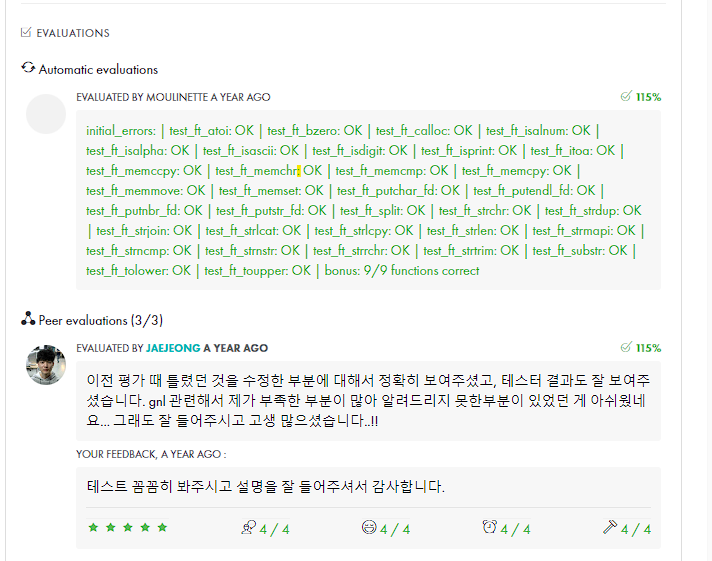 EVALUATIONS
Automatic evaluations
EVALUATED BY MOULINETTE A YEAR AGO
115%
initial_errors: | test_ft_atoi: OK | test_ft_bzero: OK | test_ft_calloc: OK | test_ft_isalnum: OK |
test_ft_isalpha: OK | test_ft_isascii: OK | test_ft_isdigit: OK | test_ft_isprint: OK | test_ft_itoa: OK |
test_ft_memccpy: OK | test_ft_memchr: OK | test_ft_memcmp: OK | test_ft_memcpy: OK |
test_ft_memmove: OK | test_ft_memset: OK | test_ft_putchar_fd: OK | test_ft_putendl_fd: OK |
test_ft_putnbr_fd: OK | test_ft_putstr_fd: OK | test_ft_split: OK | test_ft_strchr: OK | test_ft_strdup: OK
| test_ft_strjoin: OK | test_ft_strlcat: OK | test_ft_strlcpy: OK | test_ft_strlen: OK | test_ft_strmapi: OK |
test_ft_strncmp: OK | test_ft_strnstr: OK | test_ft_strrchr: OK | test_ft_strtrim: OK | test_ft_substr: OK |
test_ft_tolower: OK | test_ft_toupper: OK | bonus: 9/9 functions correct
Peer evaluations (3/3)
EVALUATED BY JAEJEONG A YEAR AGO
115%
이전 평가 때 틀렸던 것을 수정한 부분에 대해서 정확히 보여주셨고, 테스터 결과도 잘 보여주
셨습니다. gnl 관련해서 제가 부족한 부분이 많아 알려드리지 못한부분이 있었던 게 아쉬웠네
요... 그래도 잘 들어주시고 고생 많으셨습니다..!!
YOUR FEEDBACK, A YEAR AGO :
테스트 꼼꼼히 봐주시고 설명을 잘 들어주셔서 감사합니다.
4 / 4
4 / 4
4 / 4
4 / 4